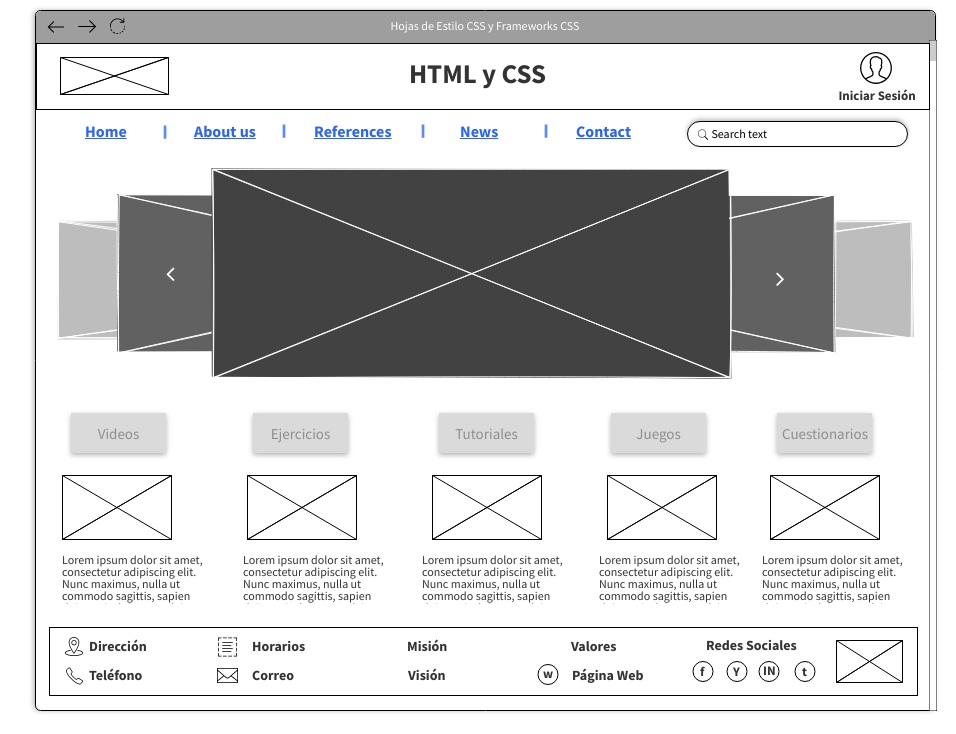 Hojas de Estilo CSS y Frameworks CSS
HTML y CSS
Iniciar Sesión
Home | About us | References | News | Contact
Search text
Videos
Ejercicios
Tutoriales
Juegos
Cuestionarios
Lorem ipsum dolor sit amet,
consectetur adipiscing elit.
Nunc maximus, nulla ut
commodo sagittis, sapien
Lorem ipsum dolor sit amet,
consectetur adipiscing elit.
Nunc maximus, nulla ut
commodo sagittis, sapien
Lorem ipsum dolor sit amet,
consectetur adipiscing elit.
Nunc maximus, nulla ut
commodo sagittis, sapien
Lorem ipsum dolor sit amet,
consectetur adipiscing elit.
Nunc maximus, nulla ut
commodo sagittis, sapien
Lorem ipsum dolor sit amet,
consectetur adipiscing elit.
Nunc maximus, nulla ut
commodo sagittis, sapien
Dirección
Teléfono
Horarios
Correo
Misión
Visión
Valores
W Página Web
Redes Sociales
f Y IN t